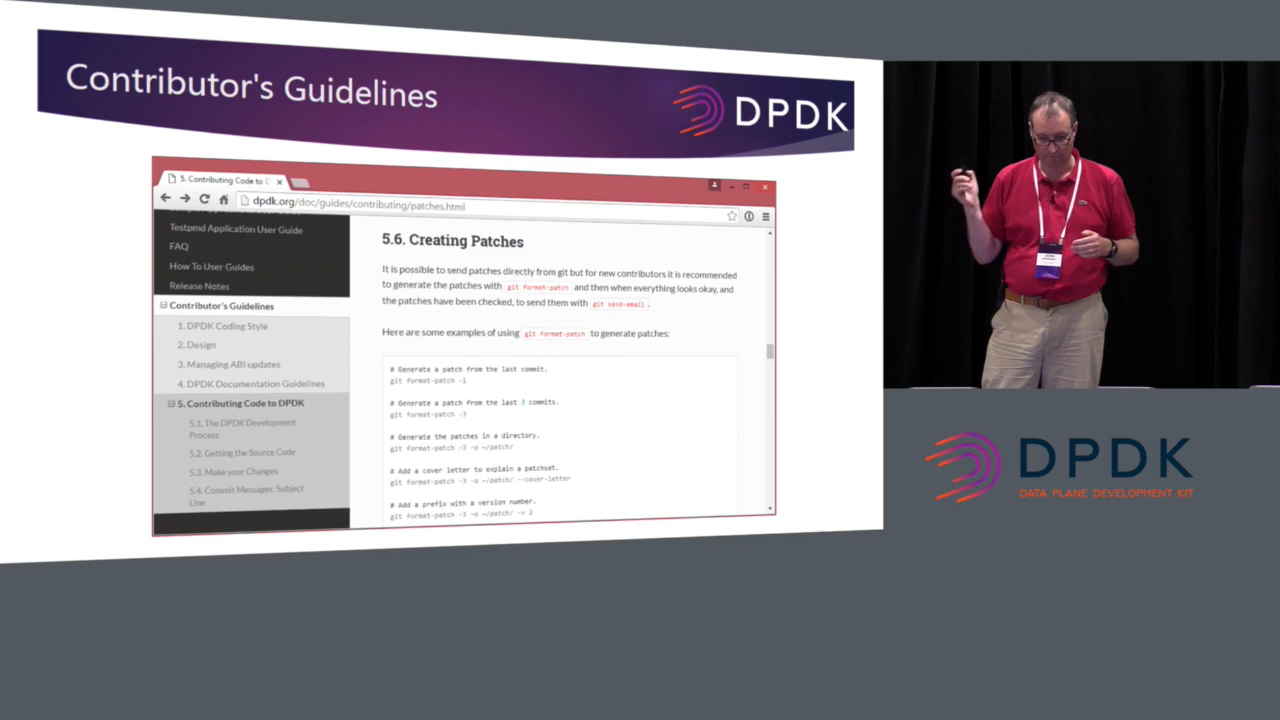 Contributor's Guidelines
DPDK
5. Contributing Code to D
dpdk.org/doc/guides/contributing/patches.html
Testpmd Application User Guide
FAQ
How To User Guides
Release Notes
Contributor's Guidelines
1. DPDK Coding Style
2. Design
3. Managing ABI updates
4. DPDK Documentation Guidelines
5. Contributing Code to DPDK
5.1. The DPDK Development
Process
5.2. Getting the Source Code
5.3. Make your Changes
5.4. Commit Messages: Subject
Line
5.6. Creating Patches
It is possible to send patches directly from git but for new contributors it is recommended
to generate the patches with git format-patch and then when everything looks okay, and
the patches have been checked, to send them with git send-email.
Here are some examples of using git format-patch to generate patches:
# Generate a patch from the last commit.
git format-patch -1
# Generate a patch from the last 3 commits.
git format-patch -3
# Generate the patches in a directory.
git format-patch -3 -o ~/patch/
# Add a cover letter to explain a patchset.
git format-patch -3 -o ~/patch/ --cover-letter
# Add a prefix with a version number.
git format-patch -3 -o ~/patch/ -v 2
DPDK
DATA PLANE DEVELOPMENT KIT